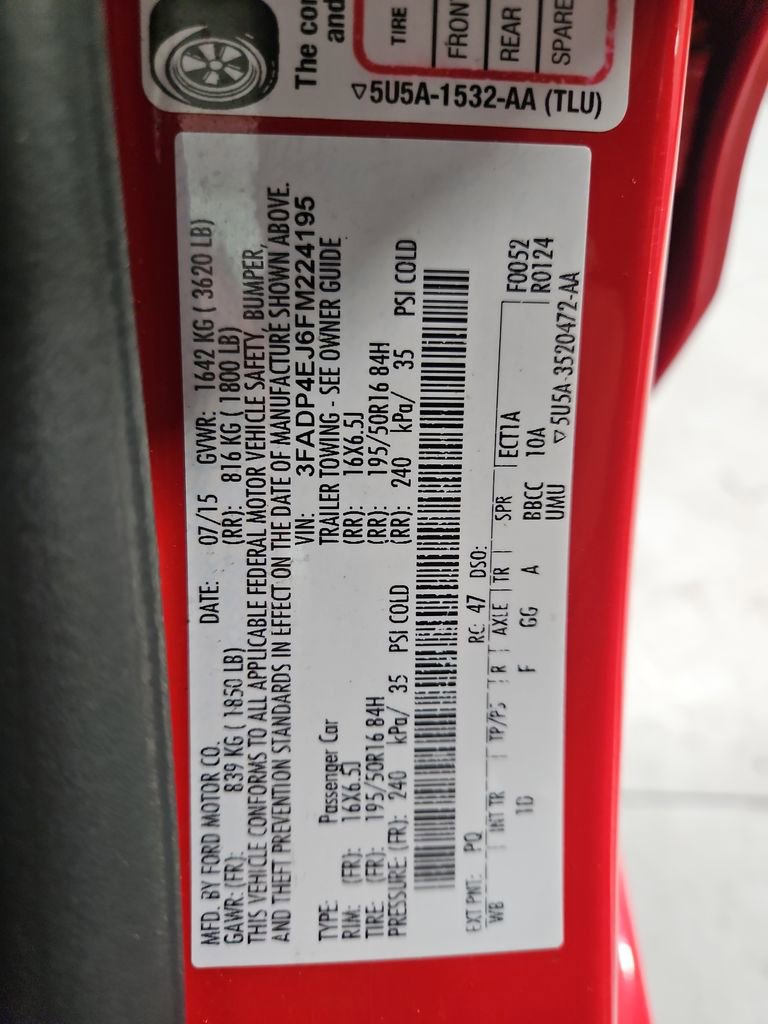 The
and
TIRE
FRONT
REAR
SPARE
▽5U5A-1532-AA (TLU)
MFD. BY FORD MOTOR CO. DATE: 07/15 GVWR: 1642 KG ( 3620 LB)
GAWR: (FR): 839 KG ( 1850 LB) (RR): 816 KG ( 1800 LB)
THIS VEHICLE CONFORMS TO ALL APPLICABLE FEDERAL MOTOR VEHICLE SAFETY, BUMPER,
AND THEFT PREVENTION STANDARDS IN EFFECT ON THE DATE OF MANUFACTURE SHOWN ABOVE.
VIN: 3FADP4EJ6FM224195
TYPE: Passenger Car TRAILER TOWING - SEE OWNER GUIDE
RIM: (FR): 16X6.5J (RR): 16X6.5J
TIRE: (FR): 195/50R16 84H (RR): 195/50R16 84H
PRESSURE: (FR): 240 kPa/ 35 PSI COLD (RR): 240 kPa/ 35 PSI COLD
EXT PNT: PQ RC: 47 DSO:
WB INT TR TP/PS R AXLE TR SPR ECT1A F0052
1D F GG A BBCC 10A R0124
UMU ▽5U5A-3520472-AA